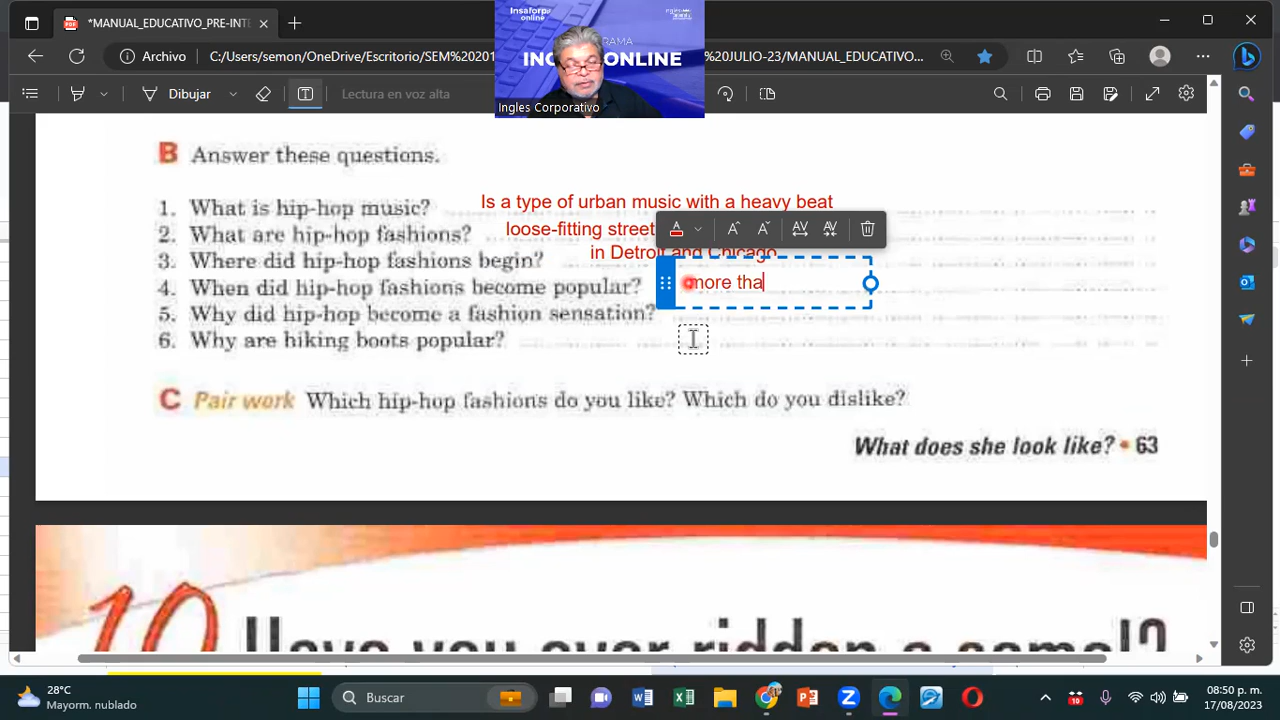 *MANUAL_EDUCATIVO_PRE-INTE
Insaforp
online
RAMA
INGL ONLINE
Ingles Corporativo
Archivo
C:/Users/semon/OneDrive/Escritorio/SEM%201
%20JULIO-23/MANUAL_EDUCATIVO...
Dibujar
Lectura en voz alta
B Answer these questions.
Is a type of urban music with a heavy beat
1. What is hip-hop music?
loose-fitting street
2. What are hip-hop fashions?
in Detroit and Chicago
3. Where did hip-hop fashions begin?
more tha
4. When did hip-hop fashions become popular?
5. Why did hip-hop become a fashion sensation?
6. Why are hiking boots popular?
C Pair work Which hip-hop fashions do you like? Which do you dislike?
What does she look like? • 63
10 Have you ever ridden a camel?
28°C
Mayorm. nublado
Buscar
08:50 p. m.
17/08/2023